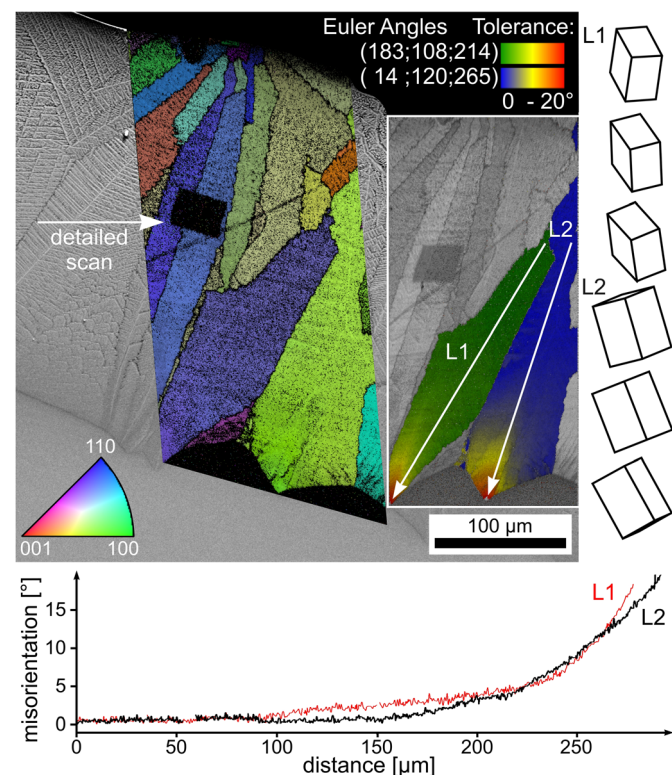 Euler Angles Tolerance:
(183;108;214)
( 14 ;120;265)
0 - 20°
L1
detailed
scan
L2
L1
L2
110
001
100
100 µm
misorientation [°]
15
10
5
0
L1
L2
0 50 100 150 200 250
distance [µm]